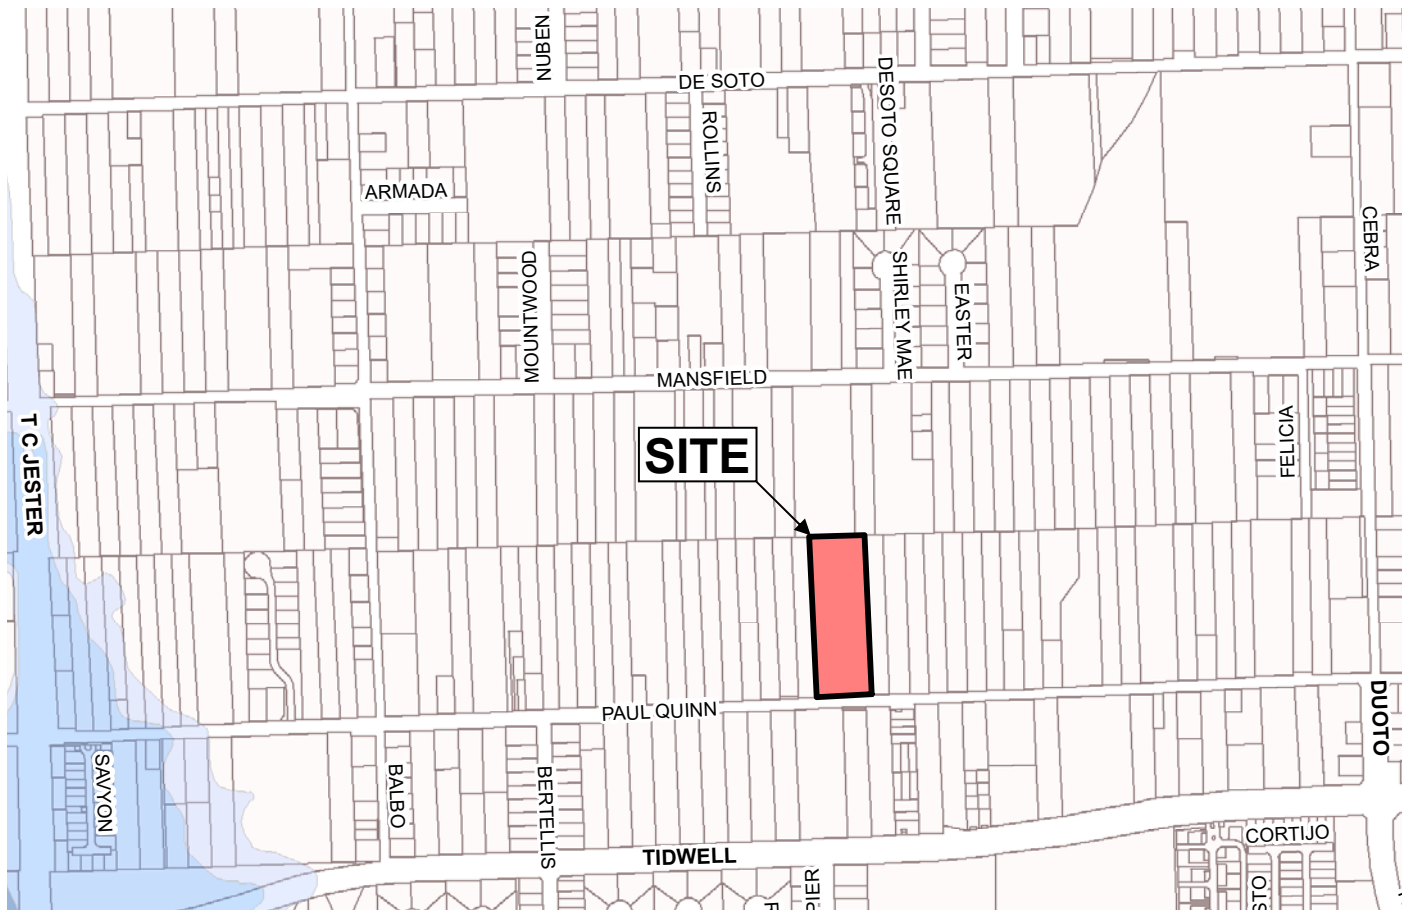 NUBEN
DE SOTO
DESOTO SQUARE
ROLLINS
ARMADA
CEBRA
MOUNTWOOD
SHIRLEY MAE
EASTER
MANSFIELD
T C JESTER
SITE
FELICIA
PAUL QUINN
DUOTO
SAVYON
BALBO
BERTELLIS
TIDWELL
CORTIJO
PIER
STO